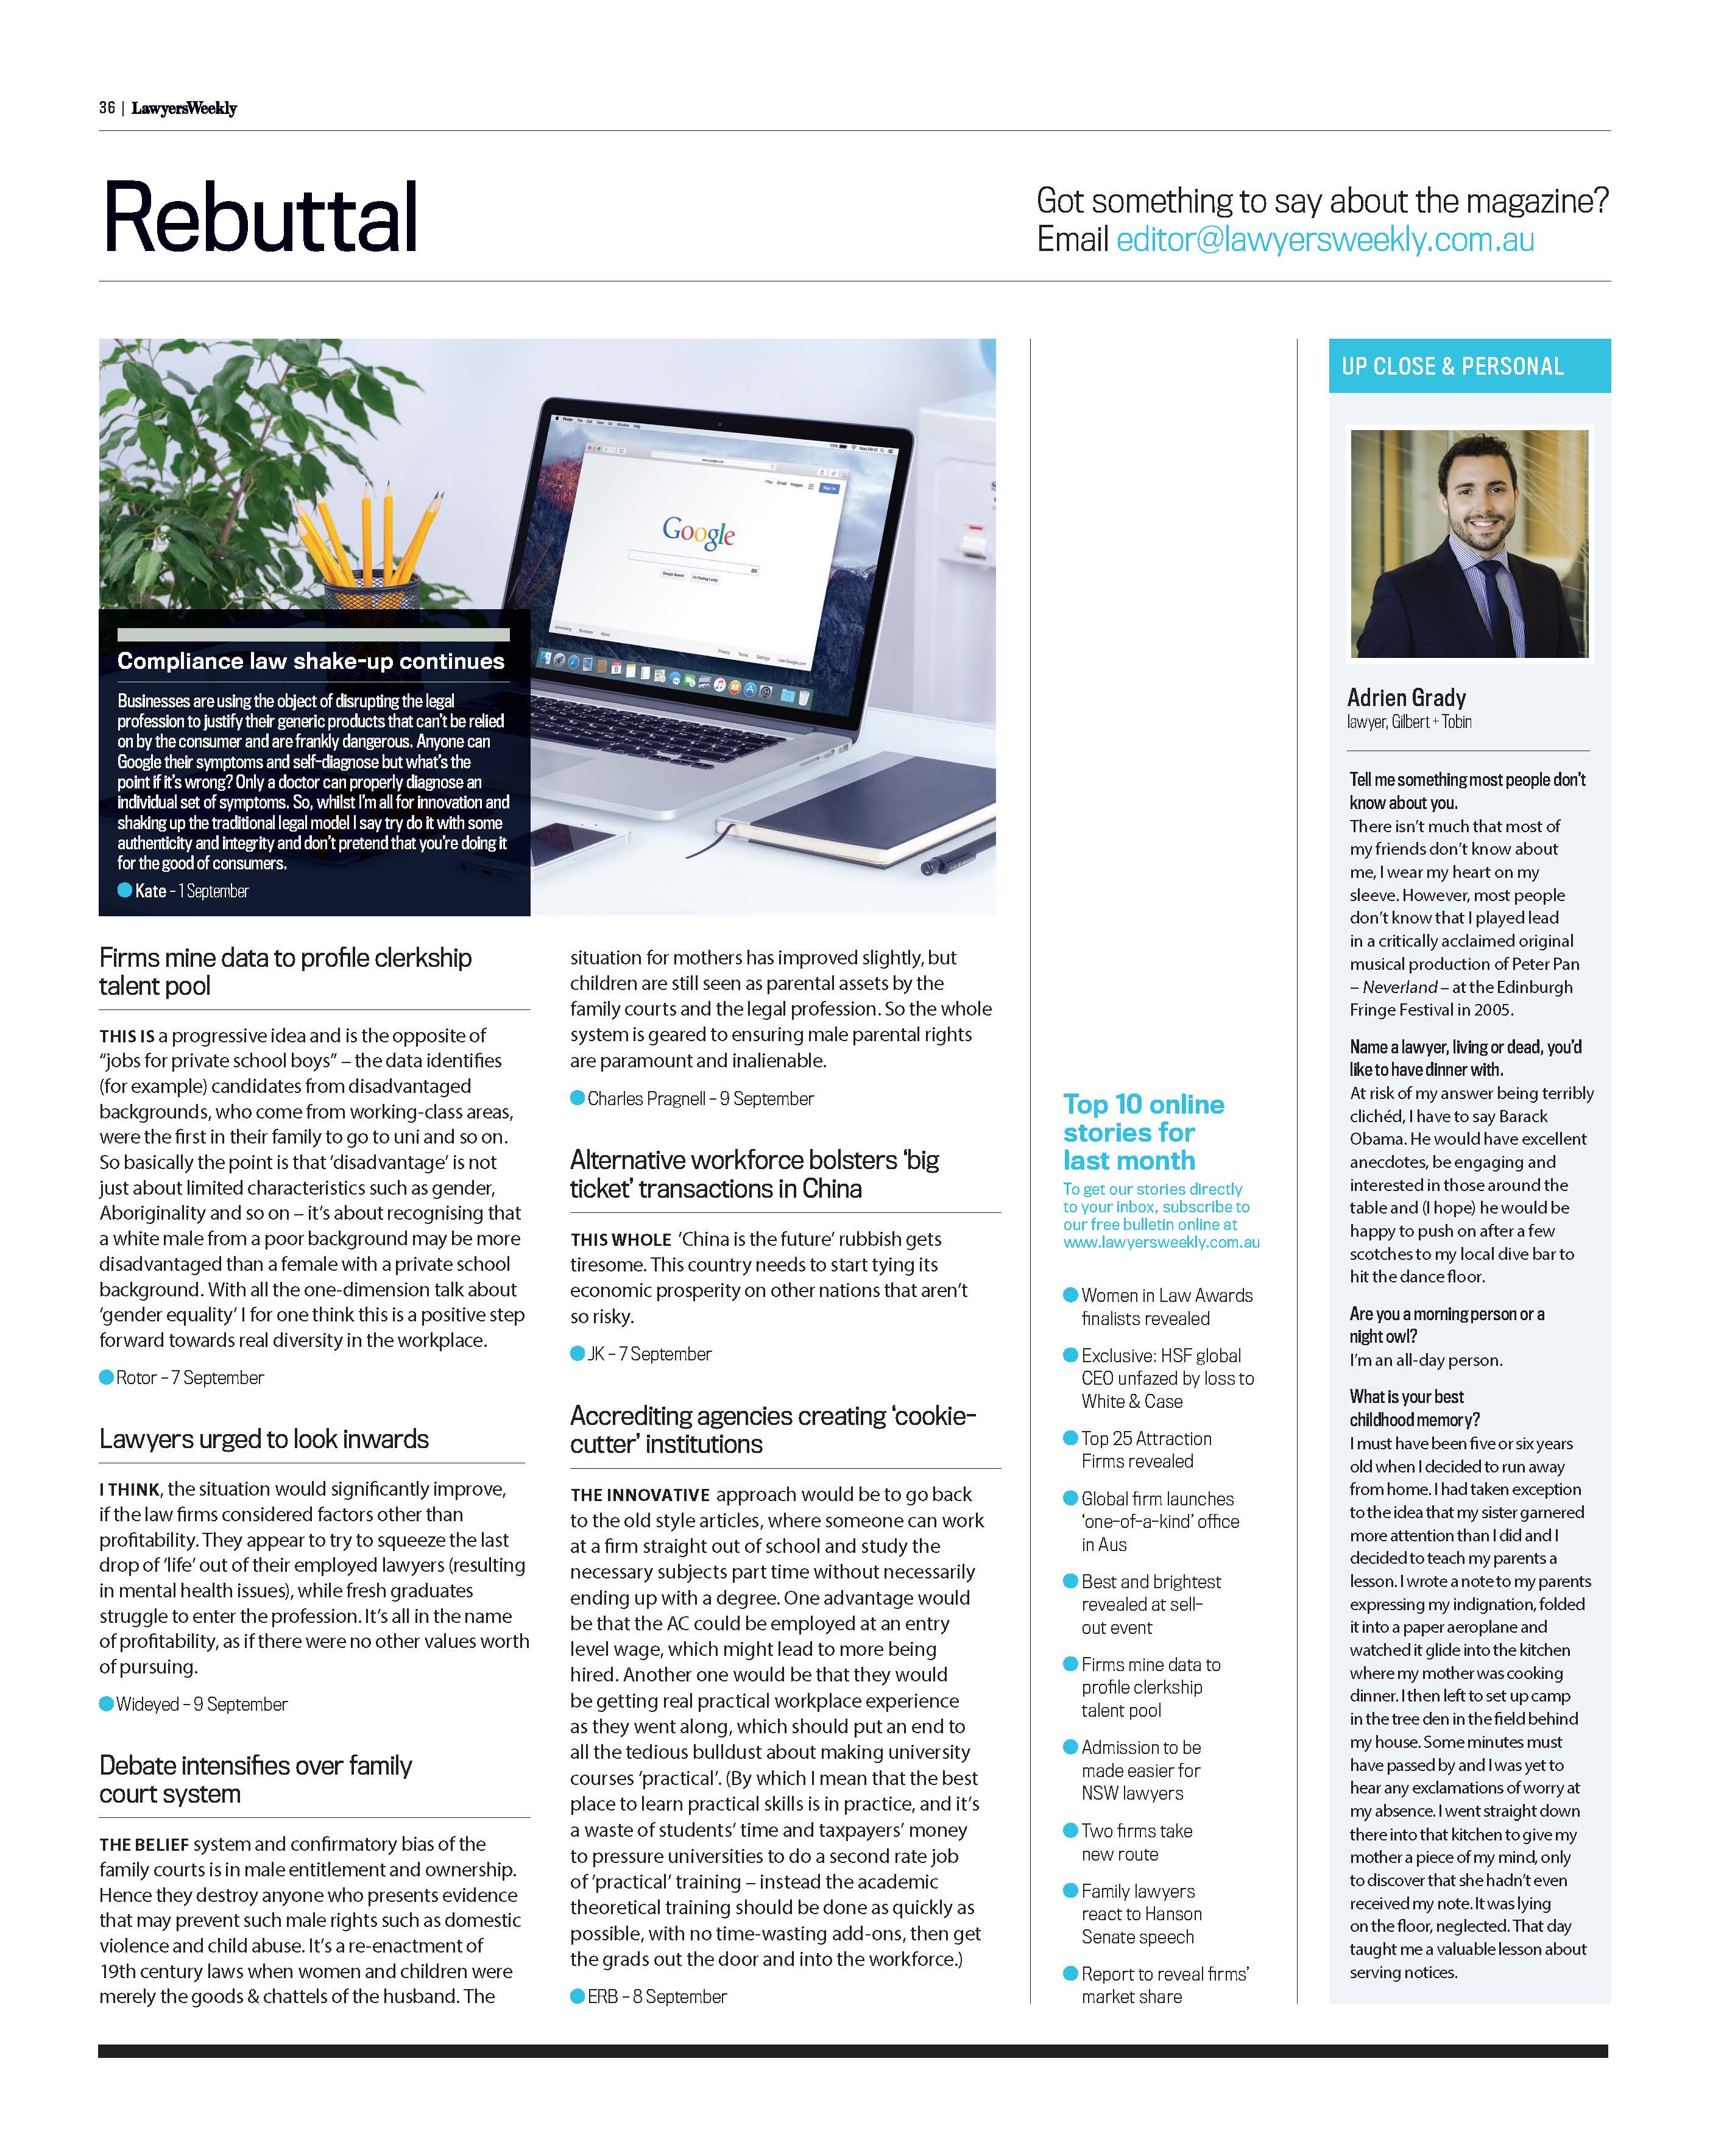 36 | LawyersWeekly
Rebuttal
Got something to say about the magazine?
Email editor@lawyersweekly.com.au
Google
Compliance law shake-up continues
Businesses are using the object of disrupting the legal
profession to justify their generic products that can't be relied
on by the consumer and are frankly dangerous. Anyone can
Google their symptoms and self-diagnose but what's the
point if it's wrong? Only a doctor can properly diagnose an
individual set of symptoms. So, whilst I'm all for innovation and
shaking up the traditional legal model I say try do it with some
authenticity and integrity and don't pretend that you're doing it
for the good of consumers.
Kate – 1 September
Firms mine data to profile clerkship
talent pool
THIS IS a progressive idea and is the opposite of
“jobs for private school boys” – the data identifies
(for example) candidates from disadvantaged
backgrounds, who come from working-class areas,
were the first in their family to go to uni and so on.
So basically the point is that ‘disadvantage’ is not
just about limited characteristics such as gender,
Aboriginality and so on – it’s about recognising that
a white male from a poor background may be more
disadvantaged than a female with a private school
background. With all the one-dimension talk about
‘gender equality’ I for one think this is a positive step
forward towards real diversity in the workplace.
Rotor – 7 September
Lawyers urged to look inwards
I THINK, the situation would significantly improve,
if the law firms considered factors other than
profitability. They appear to try to squeeze the last
drop of ‘life’ out of their employed lawyers (resulting
in mental health issues), while fresh graduates
struggle to enter the profession. It’s all in the name
of profitability, as if there were no other values worth
of pursuing.
Wideyed – 9 September
Debate intensifies over family
court system
THE BELIEF system and confirmatory bias of the
family courts is in male entitlement and ownership.
Hence they destroy anyone who presents evidence
that may prevent such male rights such as domestic
violence and child abuse. It’s a re-enactment of
19th century laws when women and children were
merely the goods & chattels of the husband. The
situation for mothers has improved slightly, but
children are still seen as parental assets by the
family courts and the legal profession. So the whole
system is geared to ensuring male parental rights
are paramount and inalienable.
Charles Pragnell – 9 September
Alternative workforce bolsters ‘big
ticket’ transactions in China
THIS WHOLE ’China is the future’ rubbish gets
tiresome. This country needs to start tying its
economic prosperity on other nations that aren’t
so risky.
JK – 7 September
Accrediting agencies creating ‘cookie-
cutter’ institutions
THE INNOVATIVE approach would be to go back
to the old style articles, where someone can work
at a firm straight out of school and study the
necessary subjects part time without necessarily
ending up with a degree. One advantage would
be that the AC could be employed at an entry
level wage, which might lead to more being
hired. Another one would be that they would
be getting real practical workplace experience
as they went along, which should put an end to
all the tedious bulldust about making university
courses ‘practical’. (By which I mean that the best
place to learn practical skills is in practice, and it’s
a waste of students’ time and taxpayers’ money
to pressure universities to do a second rate job
of ’practical’ training – instead the academic
theoretical training should be done as quickly as
possible, with no time-wasting add-ons, then get
the grads out the door and into the workforce.)
ERB – 8 September
Top 10 online
stories for
last month
To get our stories directly
to your inbox, subscribe to
our free bulletin online at
www.lawyersweekly.com.au
Women in Law Awards
finalists revealed
Exclusive: HSF global
CEO unfazed by loss to
White & Case
Top 25 Attraction
Firms revealed
Global firm launches
‘one-of-a-kind’ office
in Aus
Best and brightest
revealed at sell-
out event
Firms mine data to
profile clerkship
talent pool
Admission to be
made easier for
NSW lawyers
Two firms take
new route
Family lawyers
react to Hanson
Senate speech
Report to reveal firms’
market share
UP CLOSE & PERSONAL
Adrien Grady
lawyer, Gilbert + Tobin
Tell me something most people don’t
know about you.
There isn’t much that most of
my friends don’t know about
me, I wear my heart on my
sleeve. However, most people
don’t know that I played lead
in a critically acclaimed original
musical production of Peter Pan
– Neverland – at the Edinburgh
Fringe Festival in 2005.
Name a lawyer, living or dead, you’d
like to have dinner with.
At risk of my answer being terribly
clichéd, I have to say Barack
Obama. He would have excellent
anecdotes, be engaging and
interested in those around the
table and (I hope) he would be
happy to push on after a few
scotches to my local dive bar to
hit the dance floor.
Are you a morning person or a
night owl?
I’m an all-day person.
What is your best
childhood memory?
I must have been five or six years
old when I decided to run away
from home. I had taken exception
to the idea that my sister garnered
more attention than I did and I
decided to teach my parents a
lesson. I wrote a note to my parents
expressing my indignation, folded
it into a paper aeroplane and
watched it glide into the kitchen
where my mother was cooking
dinner. I then left to set up camp
in the tree den in the field behind
my house. Some minutes must
have passed by and I was yet to
hear any exclamations of worry at
my absence. I went straight down
there into that kitchen to give my
mother a piece of my mind, only
to discover that she hadn’t even
received my note. It was lying
on the floor, neglected. That day
taught me a valuable lesson about
serving notices.